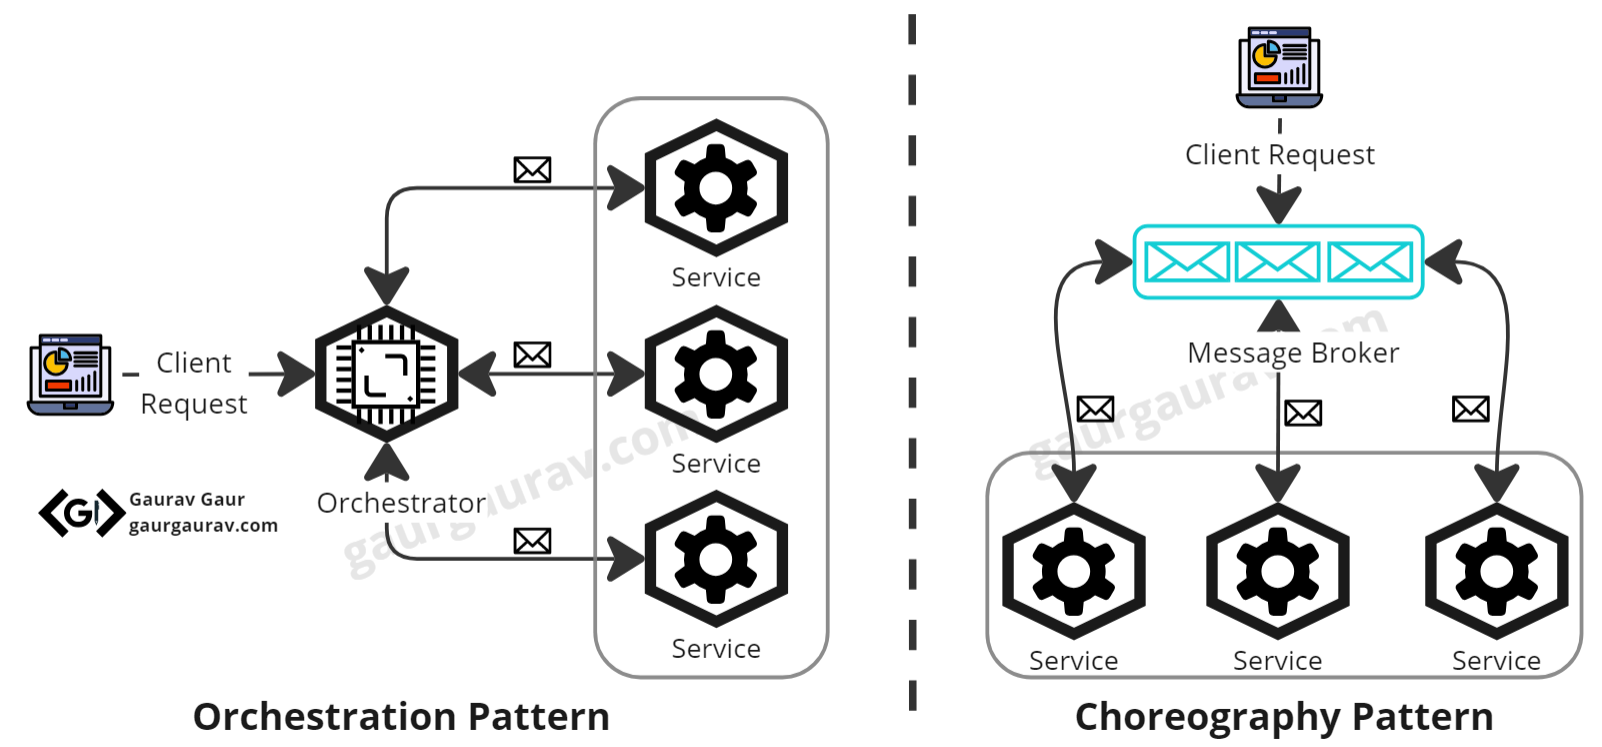 Client
Request
Orchestrator
Service
Service
Service
Gaurav Gaur
gaurgaurav.com
gaurgaurav.com
Orchestration Pattern
Client Request
Message Broker
gaurgaurav.com
Service
Service
Service
Choreography Pattern